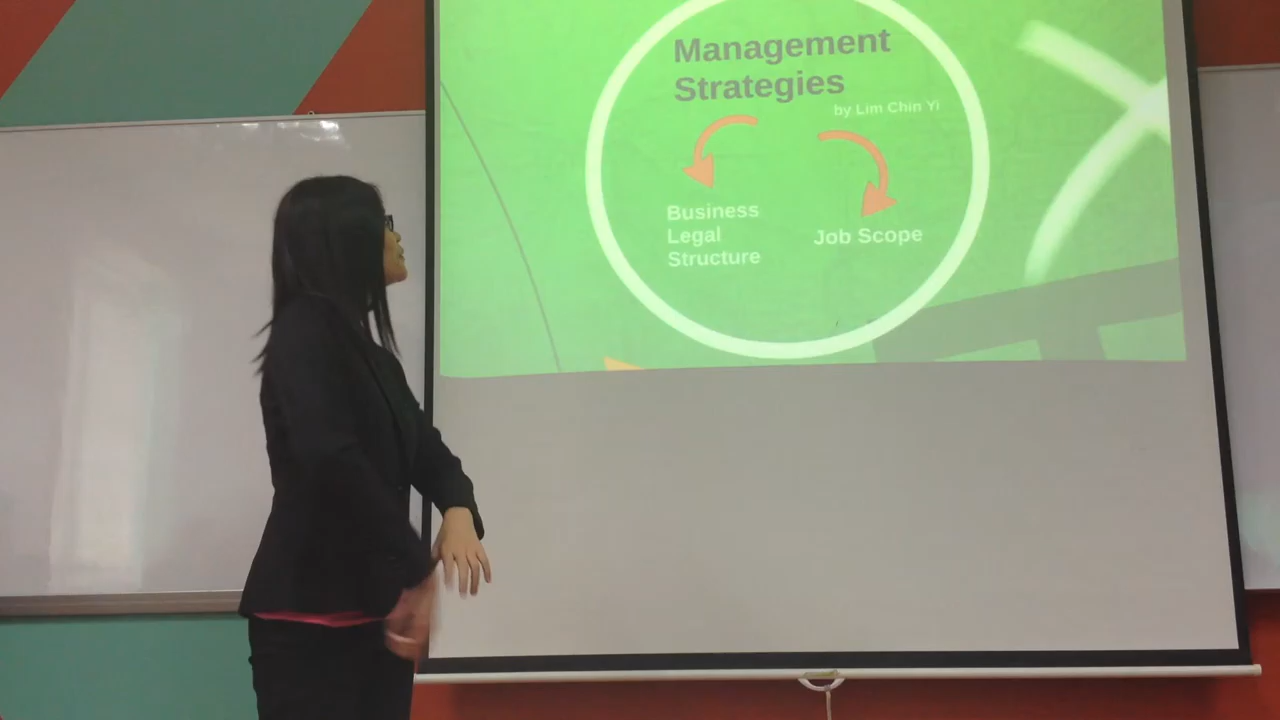 Management
Strategies
by Lim Chin Yi
Business
Legal
Structure
Job Scope